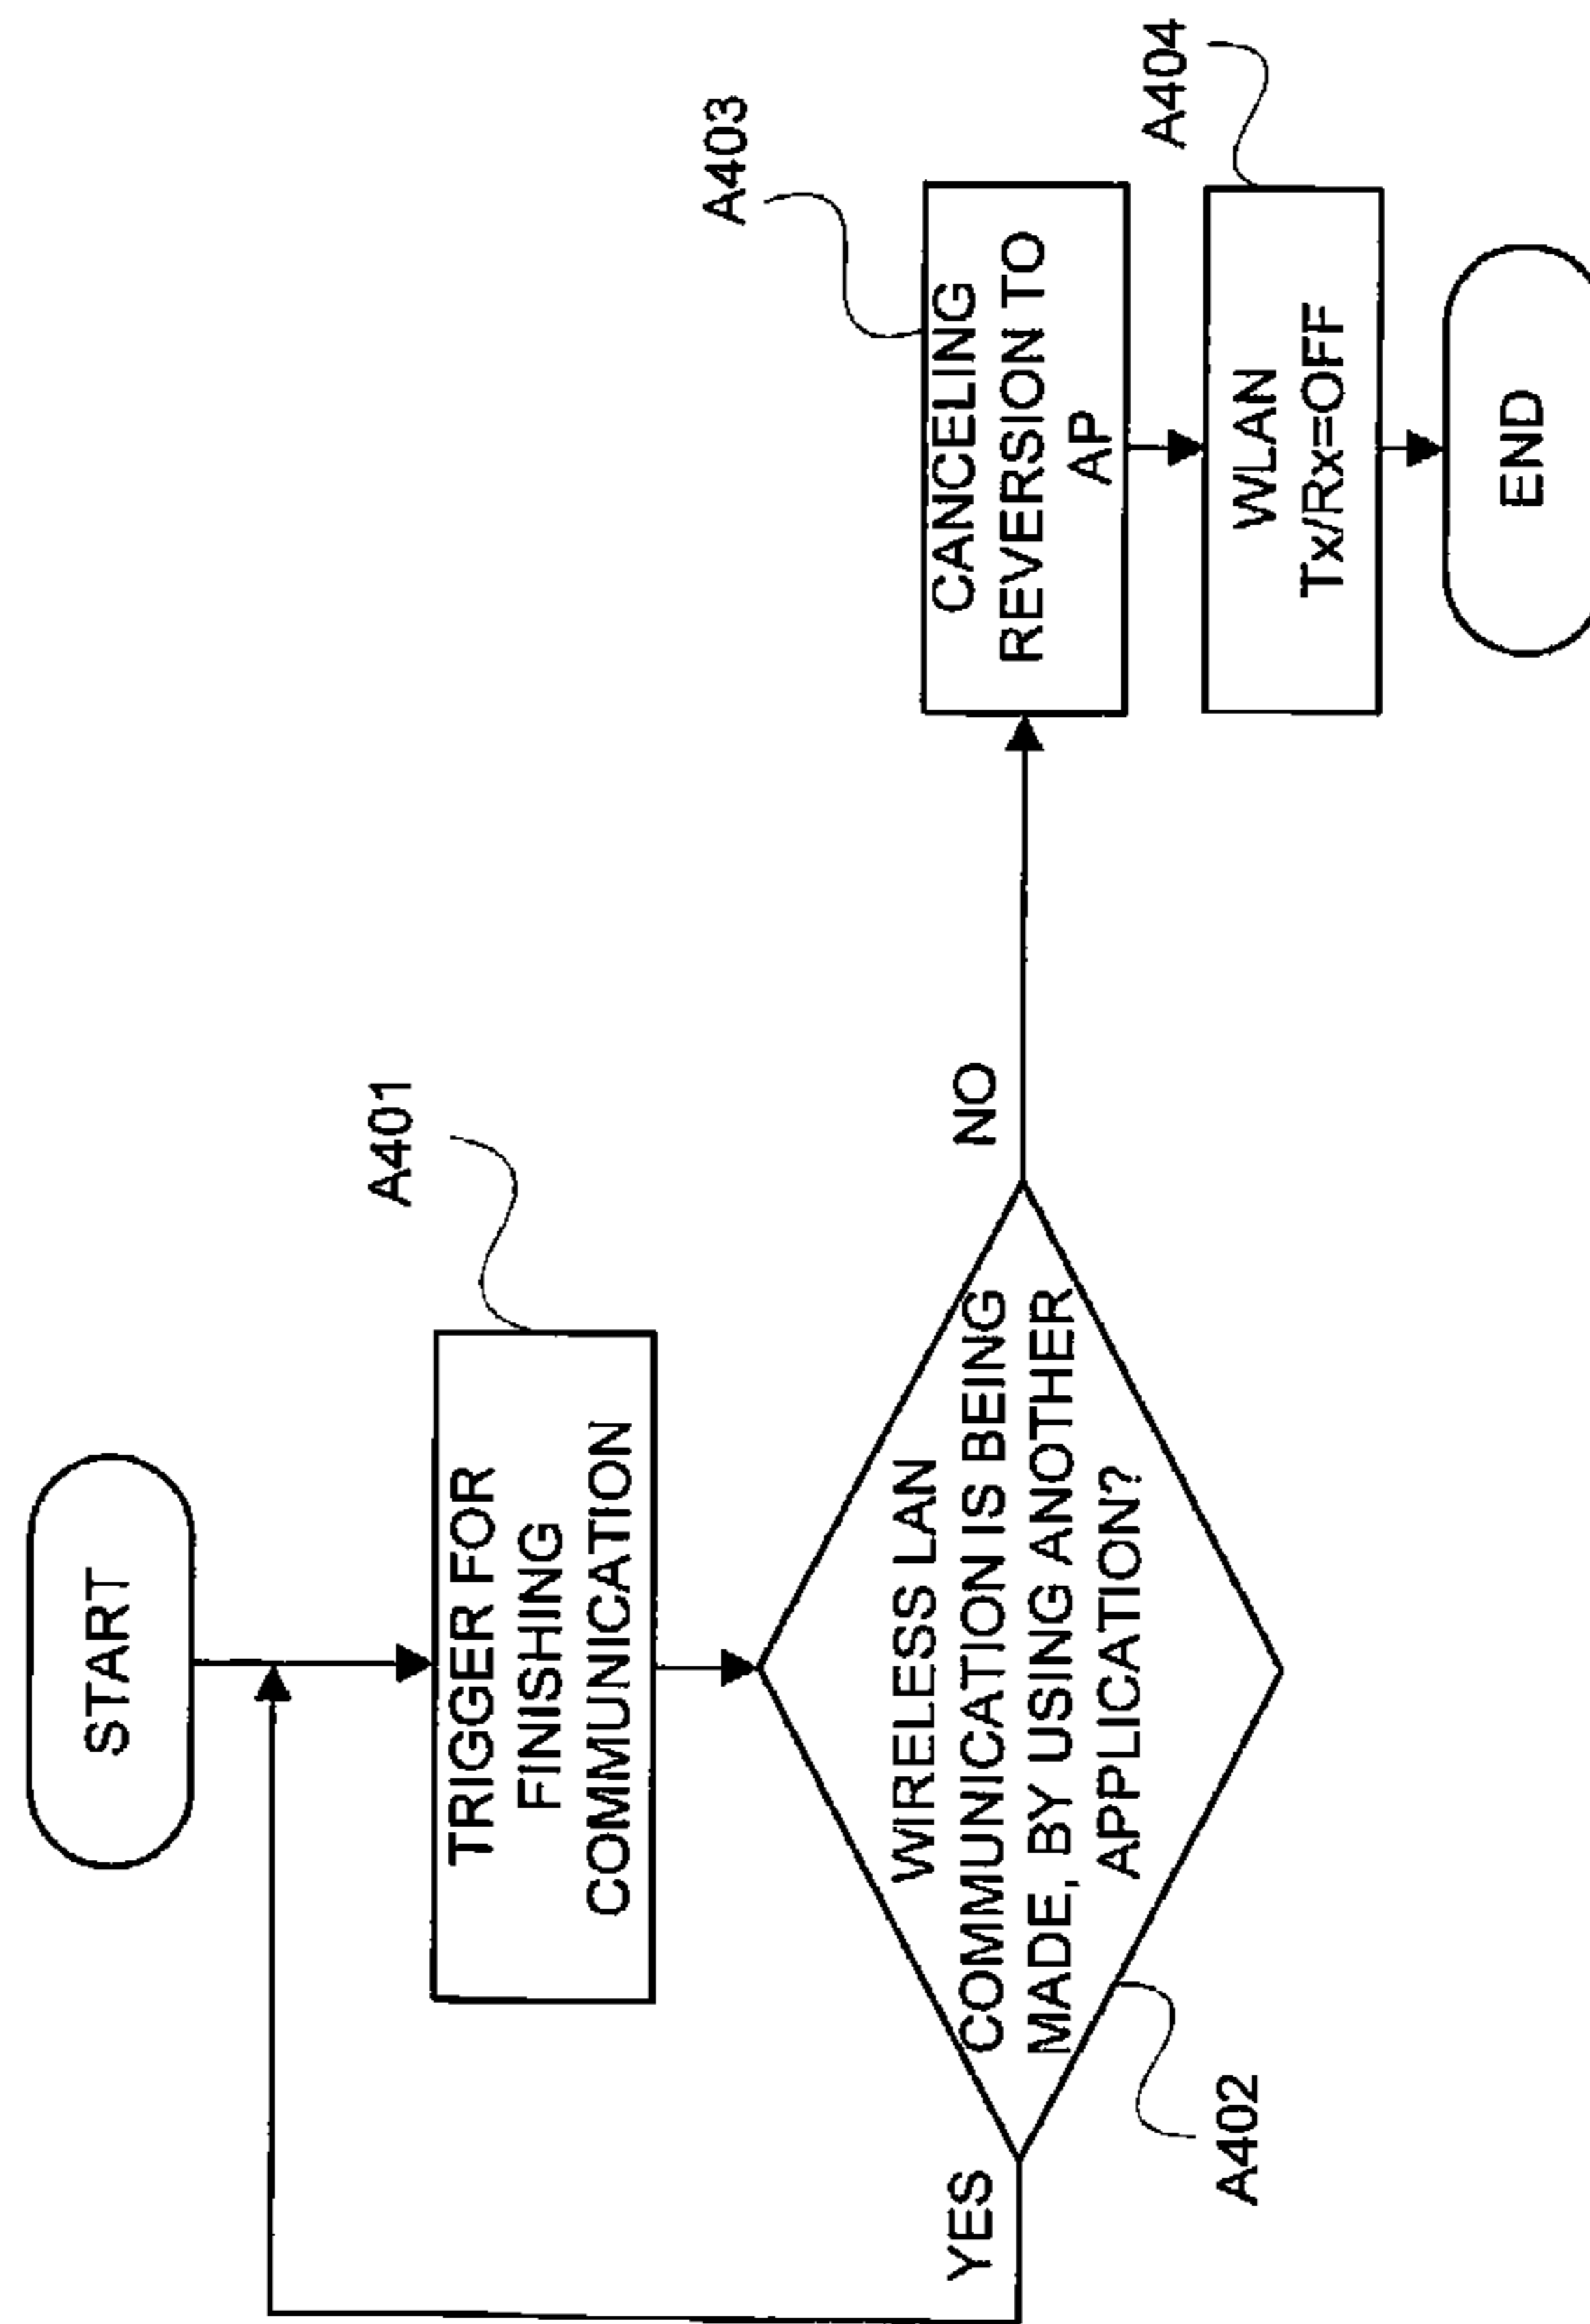 START
A401
TRIGGER FOR
FINISHING
COMMUNICATION
WIRELESS LAN
COMMUNICATION IS BEING
MADE, BY USING ANOTHER
APPLICATION?
YES
NO
A402
A403
CANCELING
REVERSION TO
AP
A404
WLAN
Tx/Rx=OFF
END